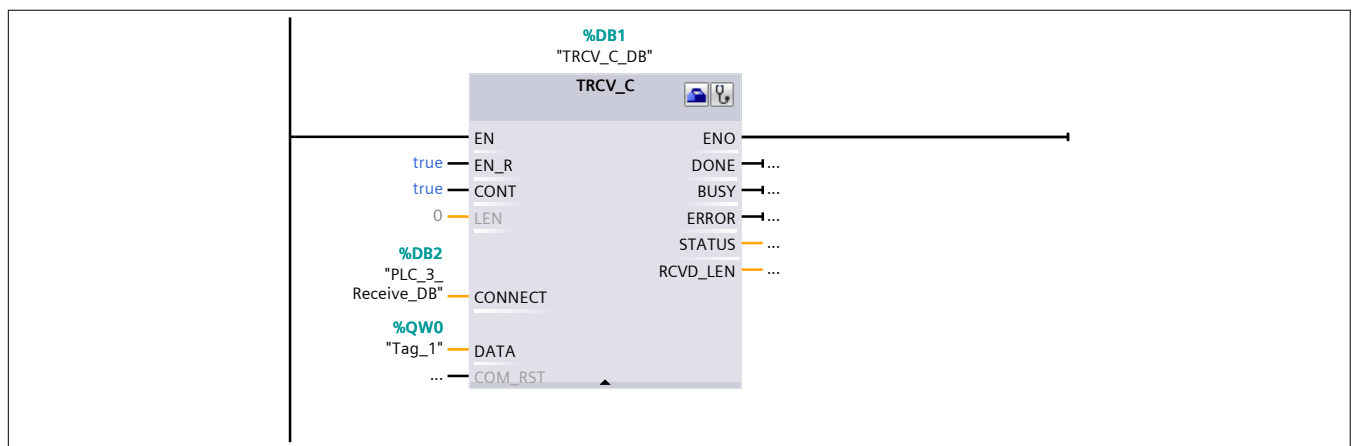 %DB1
"TRCV_C_DB"
TRCV_C
EN ENO
true EN_R DONE ...
true CONT BUSY ...
0 LEN ERROR ...
STATUS ...
%DB2
"PLC_3_ RCVD_LEN ...
Receive_DB" CONNECT
%QW0
"Tag_1" DATA
... COM_RST